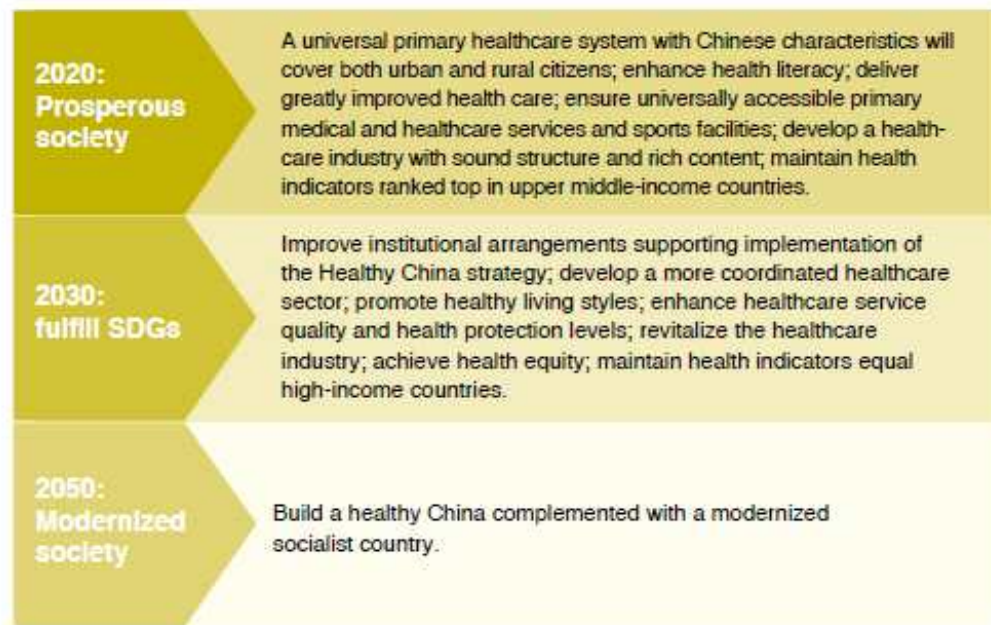 2020:
Prosperous
society
A universal primary healthcare system with Chinese characteristics will
cover both urban and rural citizens; enhance health literacy; deliver
greatly improved health care; ensure universally accessible primary
medical and healthcare services and sports facilities; develop a health-
care industry with sound structure and rich content; maintain health
indicators ranked top in upper middle-income countries.
2030:
fulfill SDGs
Improve institutional arrangements supporting implementation of
the Healthy China strategy; develop a more coordinated healthcare
sector; promote healthy living styles; enhance healthcare service
quality and health protection levels; revitalize the healthcare
industry; achieve health equity; maintain health indicators equal
high-income countries.
2050:
Modernized
society
Build a healthy China complemented with a modernized
socialist country.